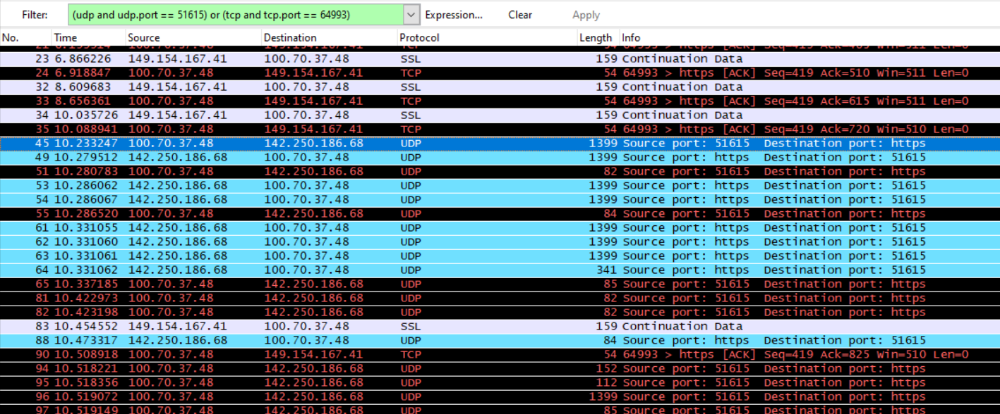 Filter: (udp and udp.port == 51615) or (tcp and tcp.port == 64993) Expression... Clear Apply
No. Time Source Destination Protocol Length Info
23 6.866226 149.154.167.41 100.70.37.48 SSL 159 Continuation Data
24 6.918847 100.70.37.48 149.154.167.41 TCP 54 64993 > https [ACK] Seq=419 Ack=510 Win=511 Len=0
32 8.609683 149.154.167.41 100.70.37.48 SSL 159 Continuation Data
33 8.656361 100.70.37.48 149.154.167.41 TCP 54 64993 > https [ACK] Seq=419 Ack=615 Win=511 Len=0
34 10.035726 149.154.167.41 100.70.37.48 SSL 159 Continuation Data
35 10.088941 100.70.37.48 149.154.167.41 TCP 54 64993 > https [ACK] Seq=419 Ack=720 Win=510 Len=0
45 10.233247 100.70.37.48 142.250.186.68 UDP 1399 Source port: 51615 Destination port: https
49 10.279512 142.250.186.68 100.70.37.48 UDP 1399 Source port: https Destination port: 51615
51 10.280783 100.70.37.48 142.250.186.68 UDP 82 Source port: 51615 Destination port: https
53 10.286062 142.250.186.68 100.70.37.48 UDP 1399 Source port: https Destination port: 51615
54 10.286067 142.250.186.68 100.70.37.48 UDP 1399 Source port: https Destination port: 51615
55 10.286520 100.70.37.48 142.250.186.68 UDP 84 Source port: 51615 Destination port: https
61 10.331055 142.250.186.68 100.70.37.48 UDP 1399 Source port: https Destination port: 51615
62 10.331060 142.250.186.68 100.70.37.48 UDP 1399 Source port: https Destination port: 51615
63 10.331061 142.250.186.68 100.70.37.48 UDP 1399 Source port: https Destination port: 51615
64 10.331062 142.250.186.68 100.70.37.48 UDP 341 Source port: https Destination port: 51615
65 10.337185 100.70.37.48 142.250.186.68 UDP 85 Source port: 51615 Destination port: https
81 10.422973 100.70.37.48 142.250.186.68 UDP 82 Source port: 51615 Destination port: https
82 10.423198 100.70.37.48 142.250.186.68 UDP 82 Source port: 51615 Destination port: https
83 10.454552 149.154.167.41 100.70.37.48 SSL 159 Continuation Data
88 10.473317 142.250.186.68 100.70.37.48 UDP 84 Source port: https Destination port: 51615
90 10.508918 100.70.37.48 149.154.167.41 TCP 54 64993 > https [ACK] Seq=419 Ack=825 Win=510 Len=0
94 10.518221 100.70.37.48 142.250.186.68 UDP 152 Source port: 51615 Destination port: https
95 10.518356 100.70.37.48 142.250.186.68 UDP 112 Source port: 51615 Destination port: https
96 10.519072 100.70.37.48 142.250.186.68 UDP 1399 Source port: 51615 Destination port: https
97 10.519149 100.70.37.48 142.250.186.68 UDP 85 Source port: 51615 Destination port: https